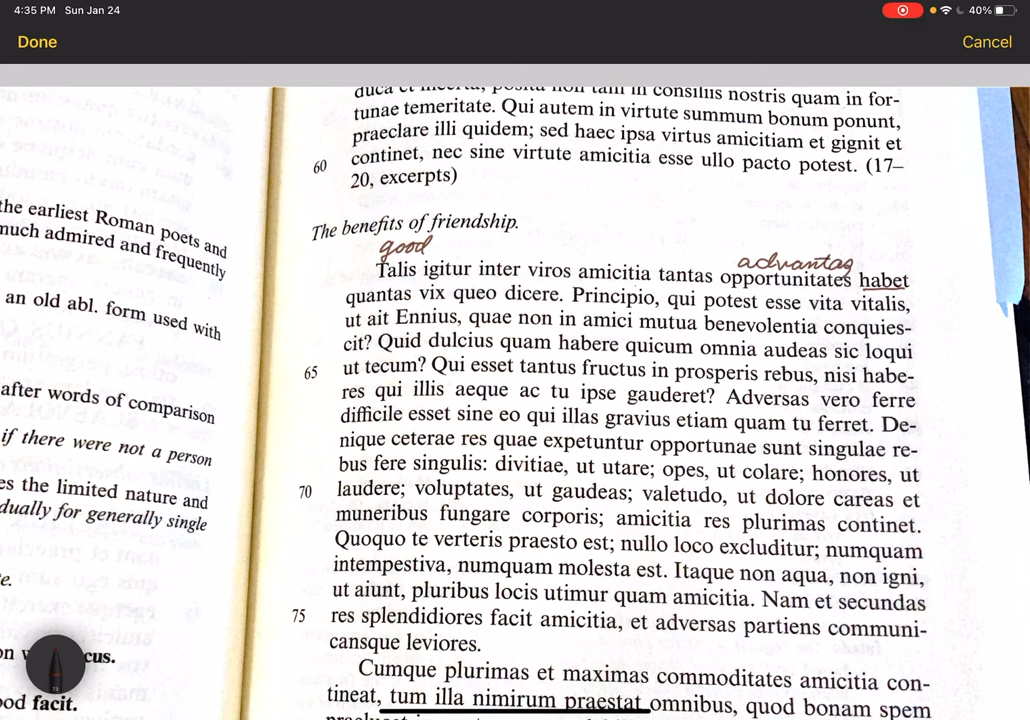 4:35 PM Sun Jan 24
40%
Done
Cancel
the earliest Roman poets and
much admired and frequently
an old abl. form used with
after words of comparison
if there were not a person
es the limited nature and
dually for generally single
e.
cus.
od facit.
duca et incerta, posita non tam in consiliis nostris quam in for-
tunae temeritate. Qui autem in virtute summum bonum ponunt,
praeclare illi quidem; sed haec ipsa virtus amicitiam et gignit et
60 continet, nec sine virtute amicitia esse ullo pacto potest. (17–
20, excerpts)
The benefits of friendship.
good
advantag
Talis igitur inter viros amicitia tantas opportunitates habet
quantas vix queo dicere. Principio, qui potest esse vita vitalis,
ut ait Ennius, quae non in amici mutua benevolentia conquies-
cit? Quid dulcius quam habere quicum omnia audeas sic loqui
65 ut tecum? Qui esset tantus fructus in prosperis rebus, nisi habe-
res qui illis aeque ac tu ipse gauderet? Adversas vero ferre
difficile esset sine eo qui illas gravius etiam quam tu ferret. De-
nique ceterae res quae expetuntur opportunae sunt singulae re-
bus fere singulis: divitiae, ut utare; opes, ut colare; honores, ut
70 laudere; voluptates, ut gaudeas; valetudo, ut dolore careas et
muneribus fungare corporis; amicitia res plurimas continet.
Quoquo te verteris praesto est; nullo loco excluditur; numquam
intempestiva, numquam molesta est. Itaque non aqua, non igni,
ut aiunt, pluribus locis utimur quam amicitia. Nam et secundas
75 res splendidiores facit amicitia, et adversas partiens communi-
cansque leviores.
Cumque plurimas et maximas commoditates amicitia con-
tineat, tum illa nimirum praestat omnibus, quod bonam spem